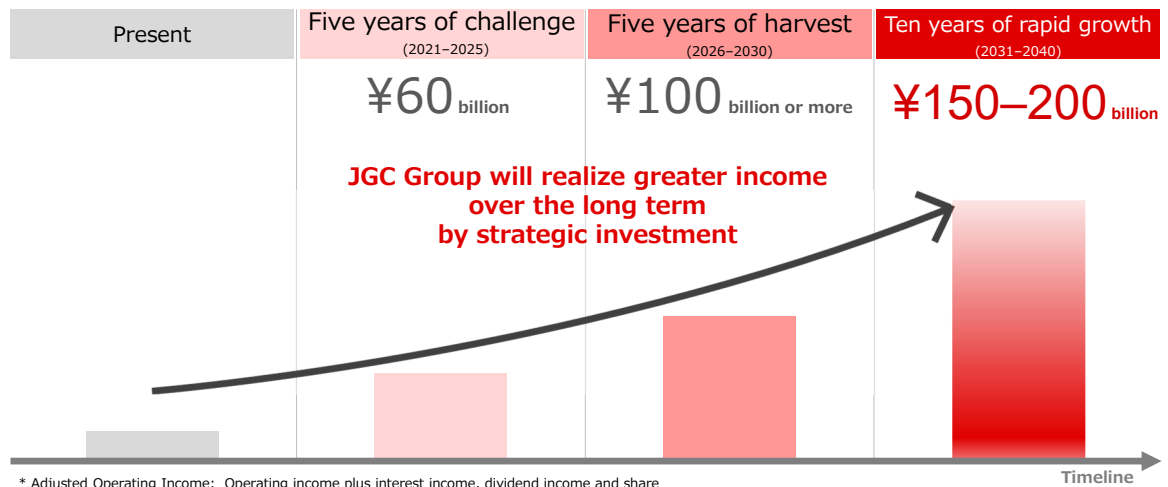 Present
Five years of challenge
(2021–2025)
Five years of harvest
(2026–2030)
Ten years of rapid growth
(2031–2040)
¥60 billion
¥100 billion or more
¥150–200 billion
JGC Group will realize greater income
over the long term
by strategic investment
Timeline
* Adjusted Operating Income: Operating income plus interest income, dividend income and share